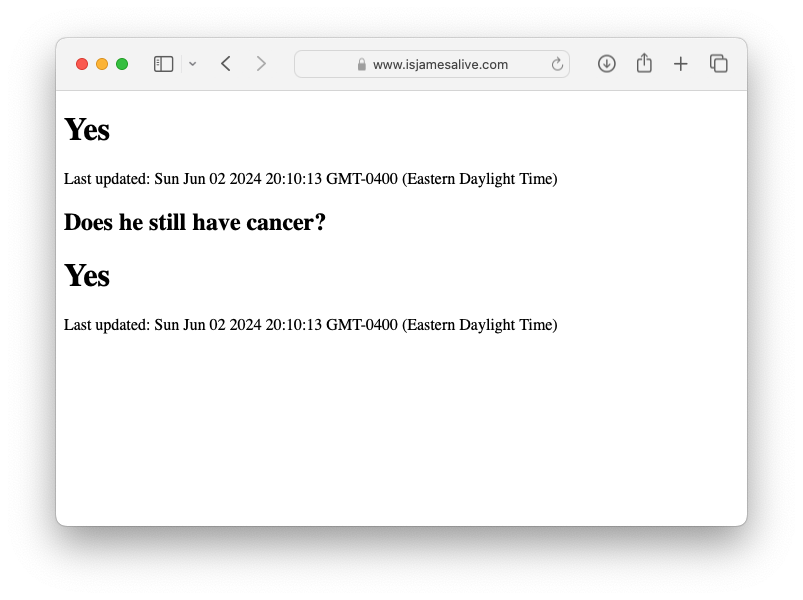 www.isjamesalive.com
Yes
Last updated: Sun Jun 02 2024 20:10:13 GMT-0400 (Eastern Daylight Time)
Does he still have cancer?
Yes
Last updated: Sun Jun 02 2024 20:10:13 GMT-0400 (Eastern Daylight Time)